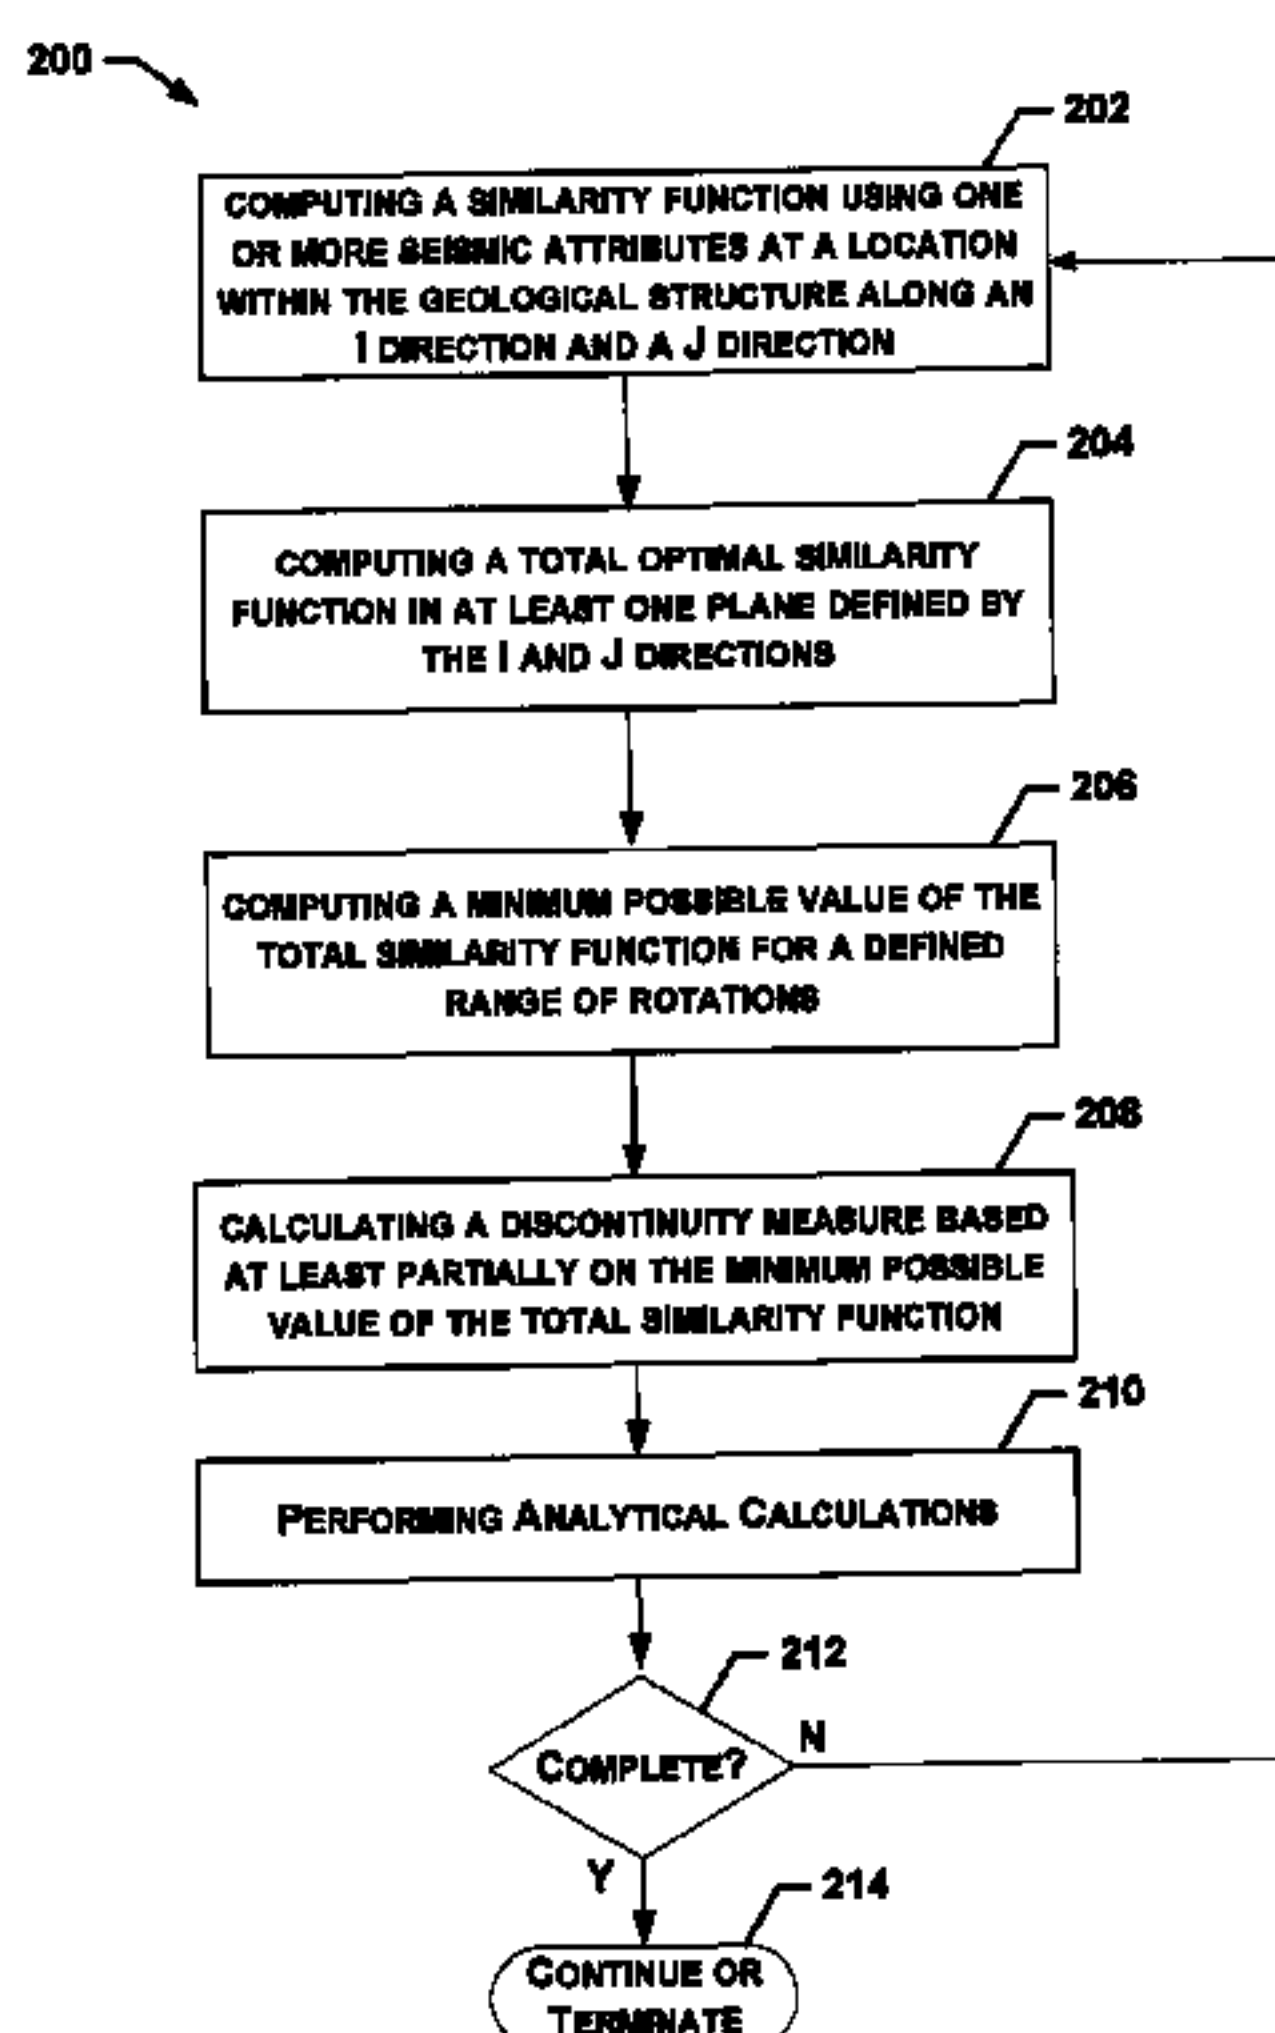 200
202
COMPUTING A SIMILARITY FUNCTION USING ONE
OR MORE SEISMIC ATTRIBUTES AT A LOCATION
WITHIN THE GEOLOGICAL STRUCTURE ALONG AN
I DIRECTION AND A J DIRECTION
204
COMPUTING A TOTAL OPTIMAL SIMILARITY
FUNCTION IN AT LEAST ONE PLANE DEFINED BY
THE I AND J DIRECTIONS
206
COMPUTING A MINIMUM POSSIBLE VALUE OF THE
TOTAL SIMILARITY FUNCTION FOR A DEFINED
RANGE OF ROTATIONS
208
CALCULATING A DISCONTINUITY MEASURE BASED
AT LEAST PARTIALLY ON THE MINIMUM POSSIBLE
VALUE OF THE TOTAL SIMILARITY FUNCTION
210
PERFORMING ANALYTICAL CALCULATIONS
212
COMPLETE?
N
Y
214
CONTINUE OR
TERMINATE